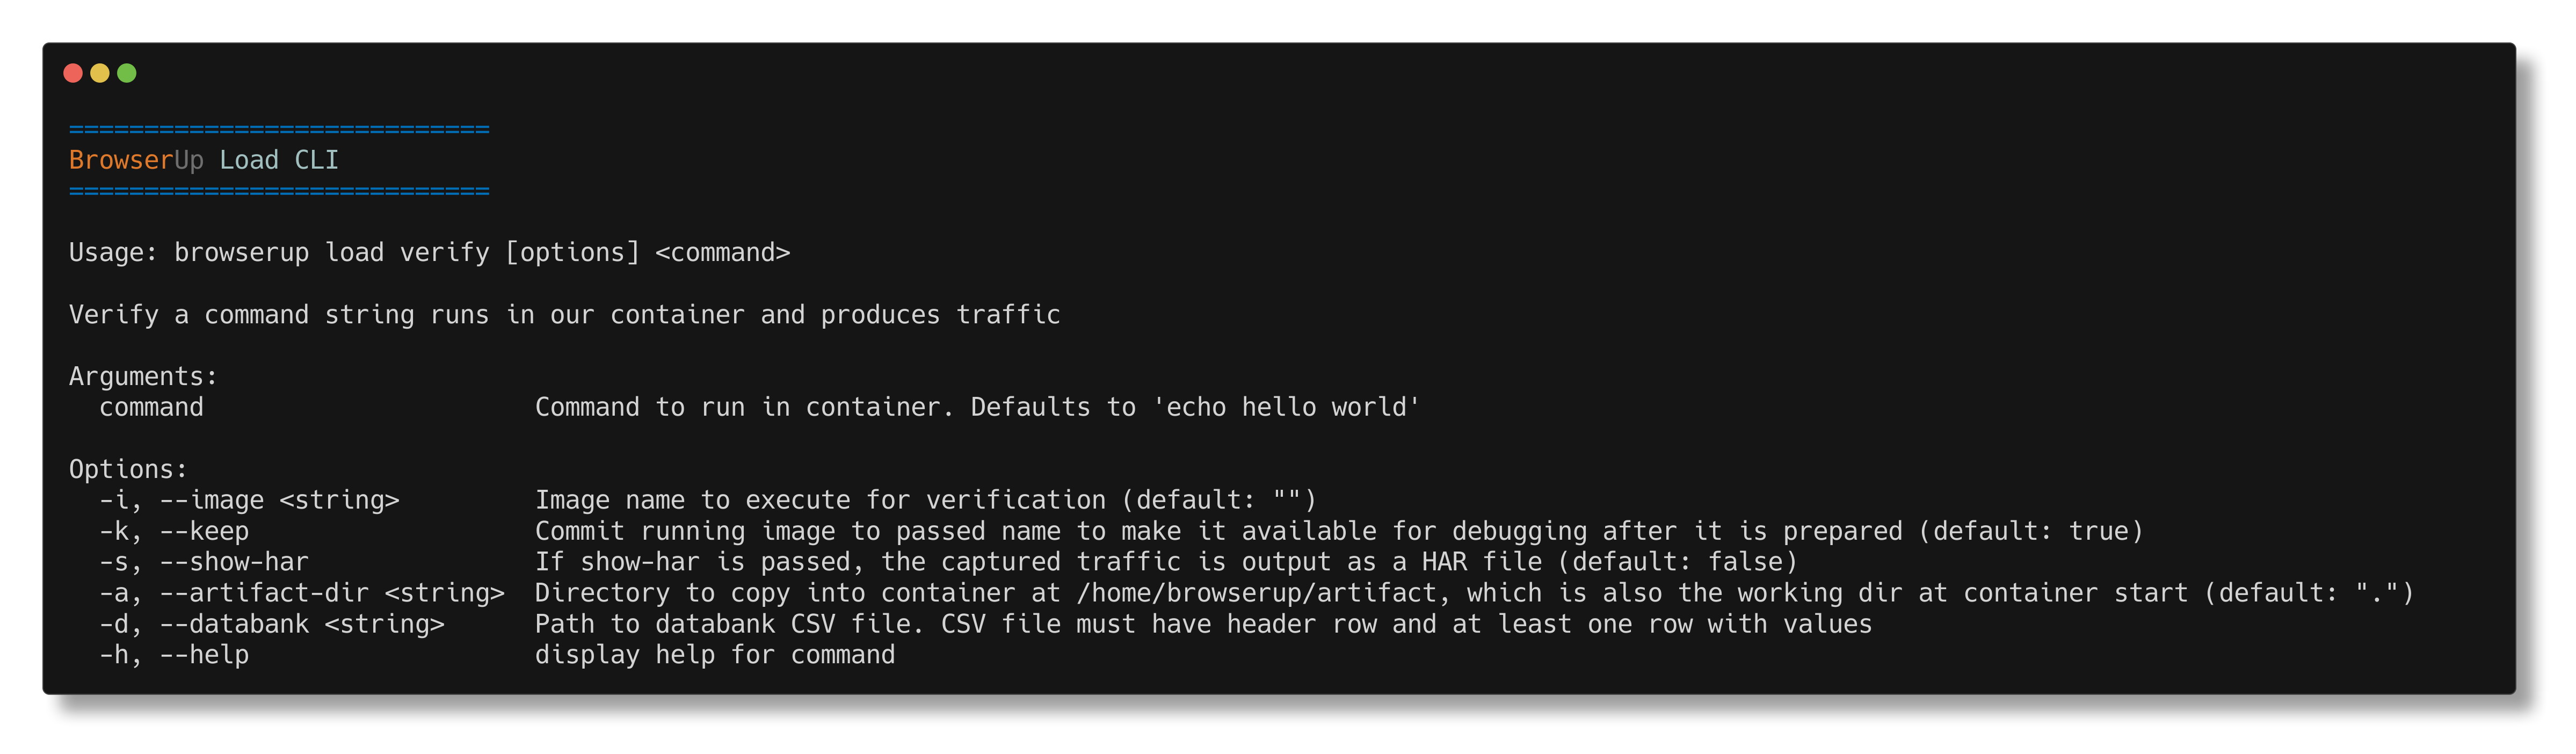 ============================
BrowserUp Load CLI
============================
Usage: browserup load verify [options] <command>
Verify a command string runs in our container and produces traffic
Arguments:
  command                      Command to run in container. Defaults to 'echo hello world'
Options:
  -i, --image <string>         Image name to execute for verification (default: "")
  -k, --keep                   Commit running image to passed name to make it available for debugging after it is prepared (default: true)
  -s, --show-har               If show-har is passed, the captured traffic is output as a HAR file (default: false)
  -a, --artifact-dir <string>  Directory to copy into container at /home/browserup/artifact, which is also the working dir at container start (default: ".")
  -d, --databank <string>      Path to databank CSV file. CSV file must have header row and at least one row with values
  -h, --help                   display help for command